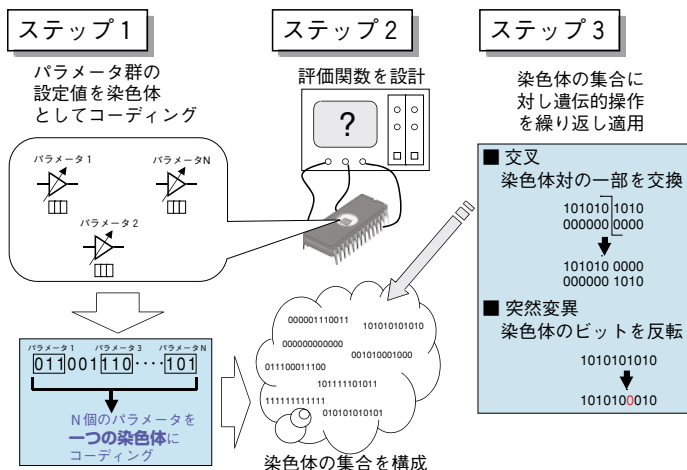 ステップ1
パラメータ群の
設定値を染色体
としてコーディング
パラメータ1
パラメータN
パラメータ2
パラメータ1 パラメータ3 パラメータN
011001110‥‥101
N個のパラメータを
一つの染色体に
コーディング
ステップ2
評価関数を設計
?
000001110011
101010101010
000000000000
001010001000
011100011100
101111101011
111111111111
010101010101
染色体の集合を構成
ステップ3
染色体の集合に
対し遺伝的操作
を繰り返し適用
■ 交叉
染色体対の一部を交換
101010 1010
000000 0000
101010 0000
000000 1010
■ 突然変異
染色体のビットを反転
1010101010
1010100010